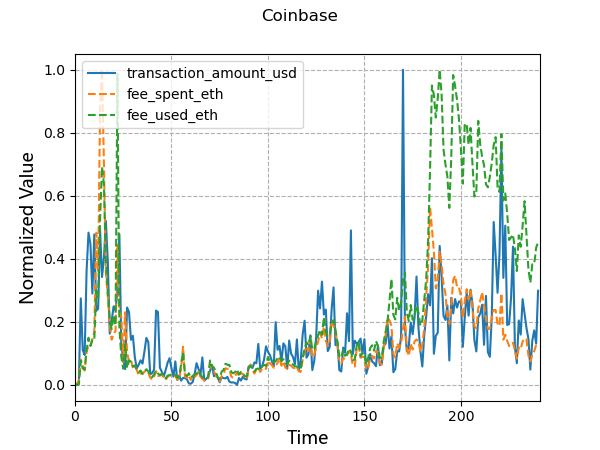 Coinbase
transaction_amount_usd
fee_spent_eth
fee_used_eth
Normalized Value
1.0
0.8
0.6
0.4
0.2
0.0
0 50 100 150 200
Time